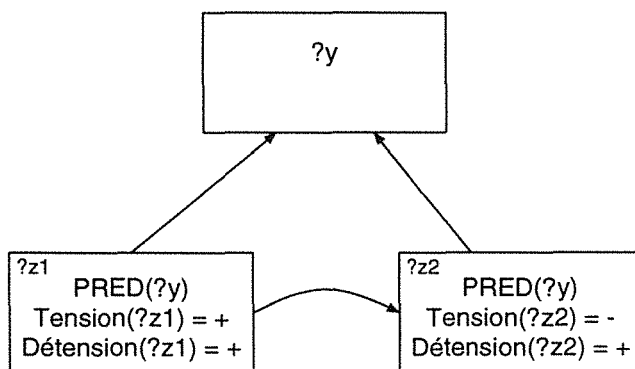 ?y
?z1
PRED(?y)
Tension(?z1) = +
Détension(?z1) = +
?z2
PRED(?y)
Tension(?z2) = -
Détension(?z2) = +